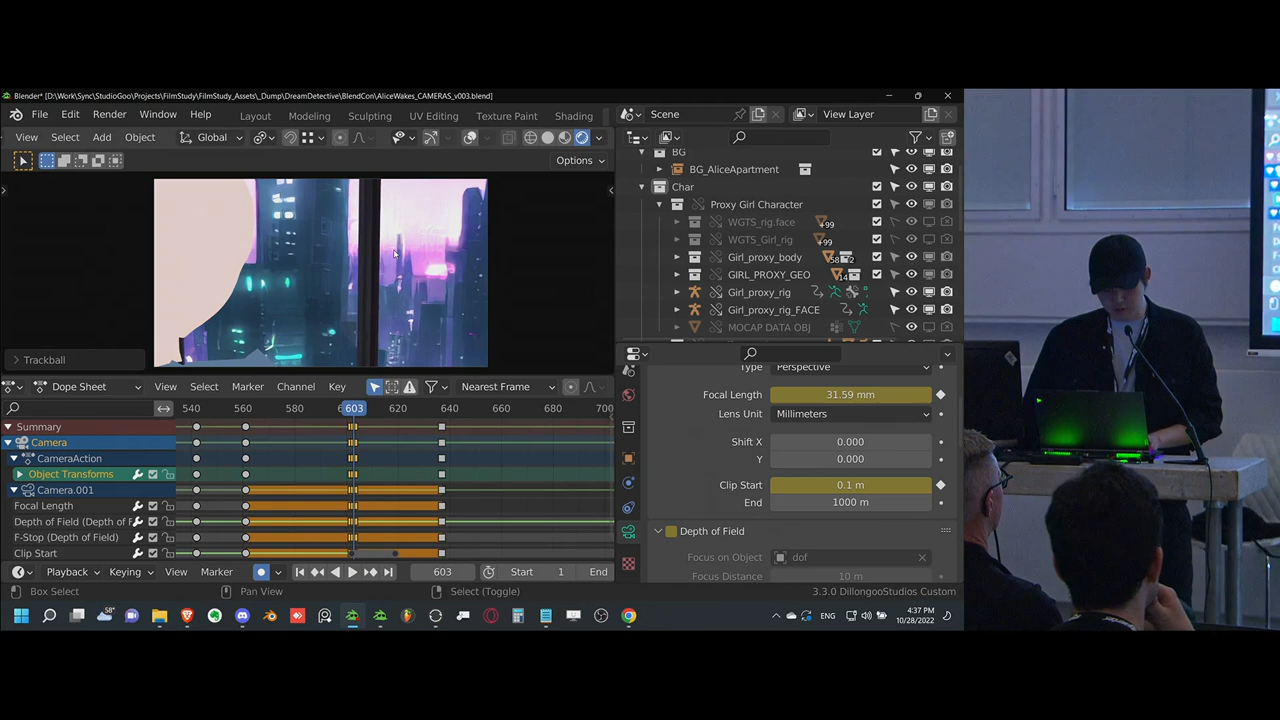 Blender* [D:\Work\Sync\StudioGoo\Projects\FilmStudy\FilmStudy_Assets\_Dump\DreamDetective\BlendCon\AliceWakes_CAMERAS_v003.blend]
File Edit Render Window Help Layout Modeling Sculpting UV Editing Texture Paint Shading Scene View Layer
View Select Add Object Global
Options
BG
BG_AliceApartment
Char
Proxy Girl Character
WGTS_rig.face +99
WGTS_Girl_rig +99
Girl_proxy_body 58 2
GIRL_PROXY_GEO 14
Girl_proxy_rig
Girl_proxy_rig_FACE
MOCAP DATA OBJ
Trackball
Type Perspective
Focal Length 31.59 mm
Lens Unit Millimeters
Shift X 0.000
Y 0.000
Clip Start 0.1 m
End 1000 m
Depth of Field
Focus on Object dof
Focus Distance 10 m
Dope Sheet View Select Marker Channel Key Nearest Frame
540 560 580 603 620 640 660 680 700
Summary
Camera
CameraAction
Object Transforms
Camera.001
Focal Length
Depth of Field (Depth of F
F-Stop (Depth of Field)
Clip Start
Playback Keying View Marker 603 Start 1 End
Box Select Pan View Select (Toggle) 3.3.0 DillongooStudios Custom
58°
ENG
4:37 PM
10/28/2022